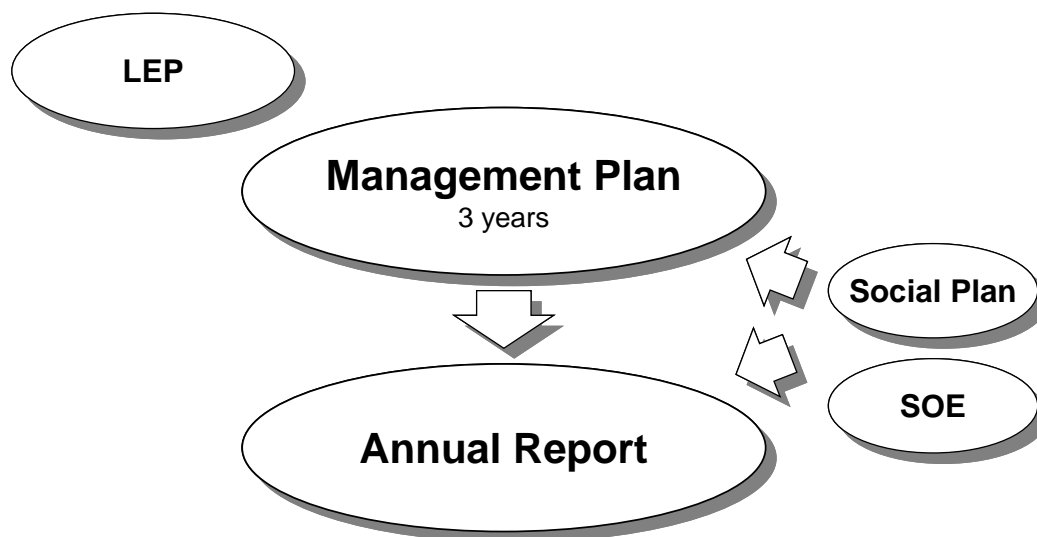 LEP
Management Plan
3 years
Social Plan
SOE
Annual Report